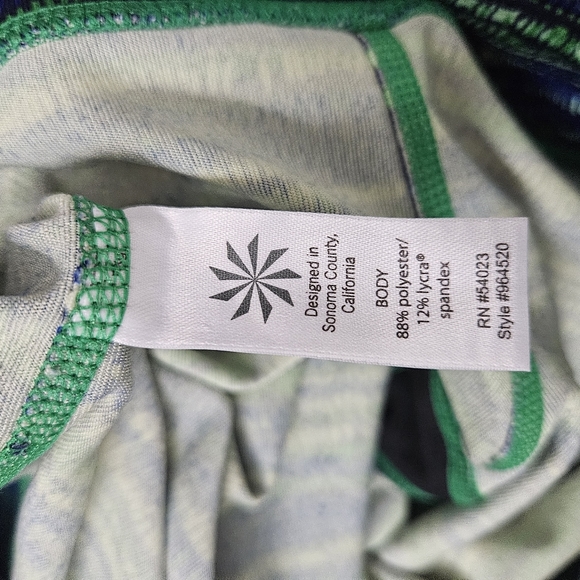 Designed in
Sonoma County,
California
BODY
88% polyester/
12% lycra®
spandex
RN #54023
Style #964520